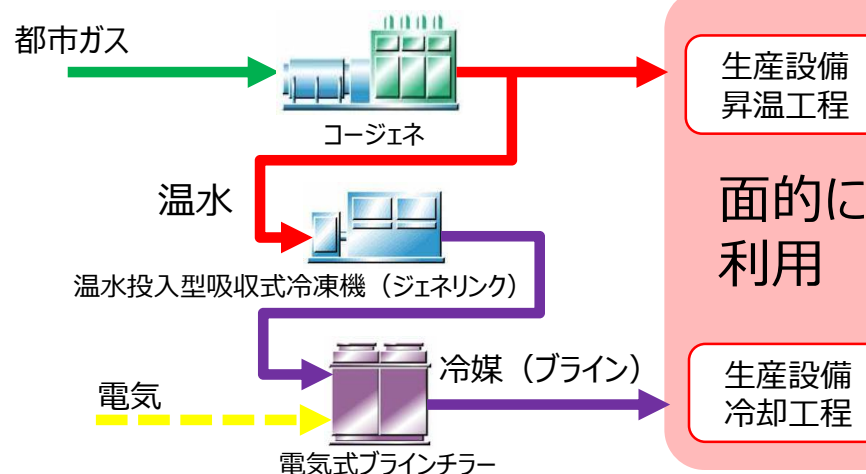 都市ガス
コージェネ
生産設備
昇温工程
温水
温水投入型吸収式冷凍機（ジェネリンク）
面的に
利用
電気
冷媒（ブライン）
生産設備
冷却工程
電気式ブラインチラー